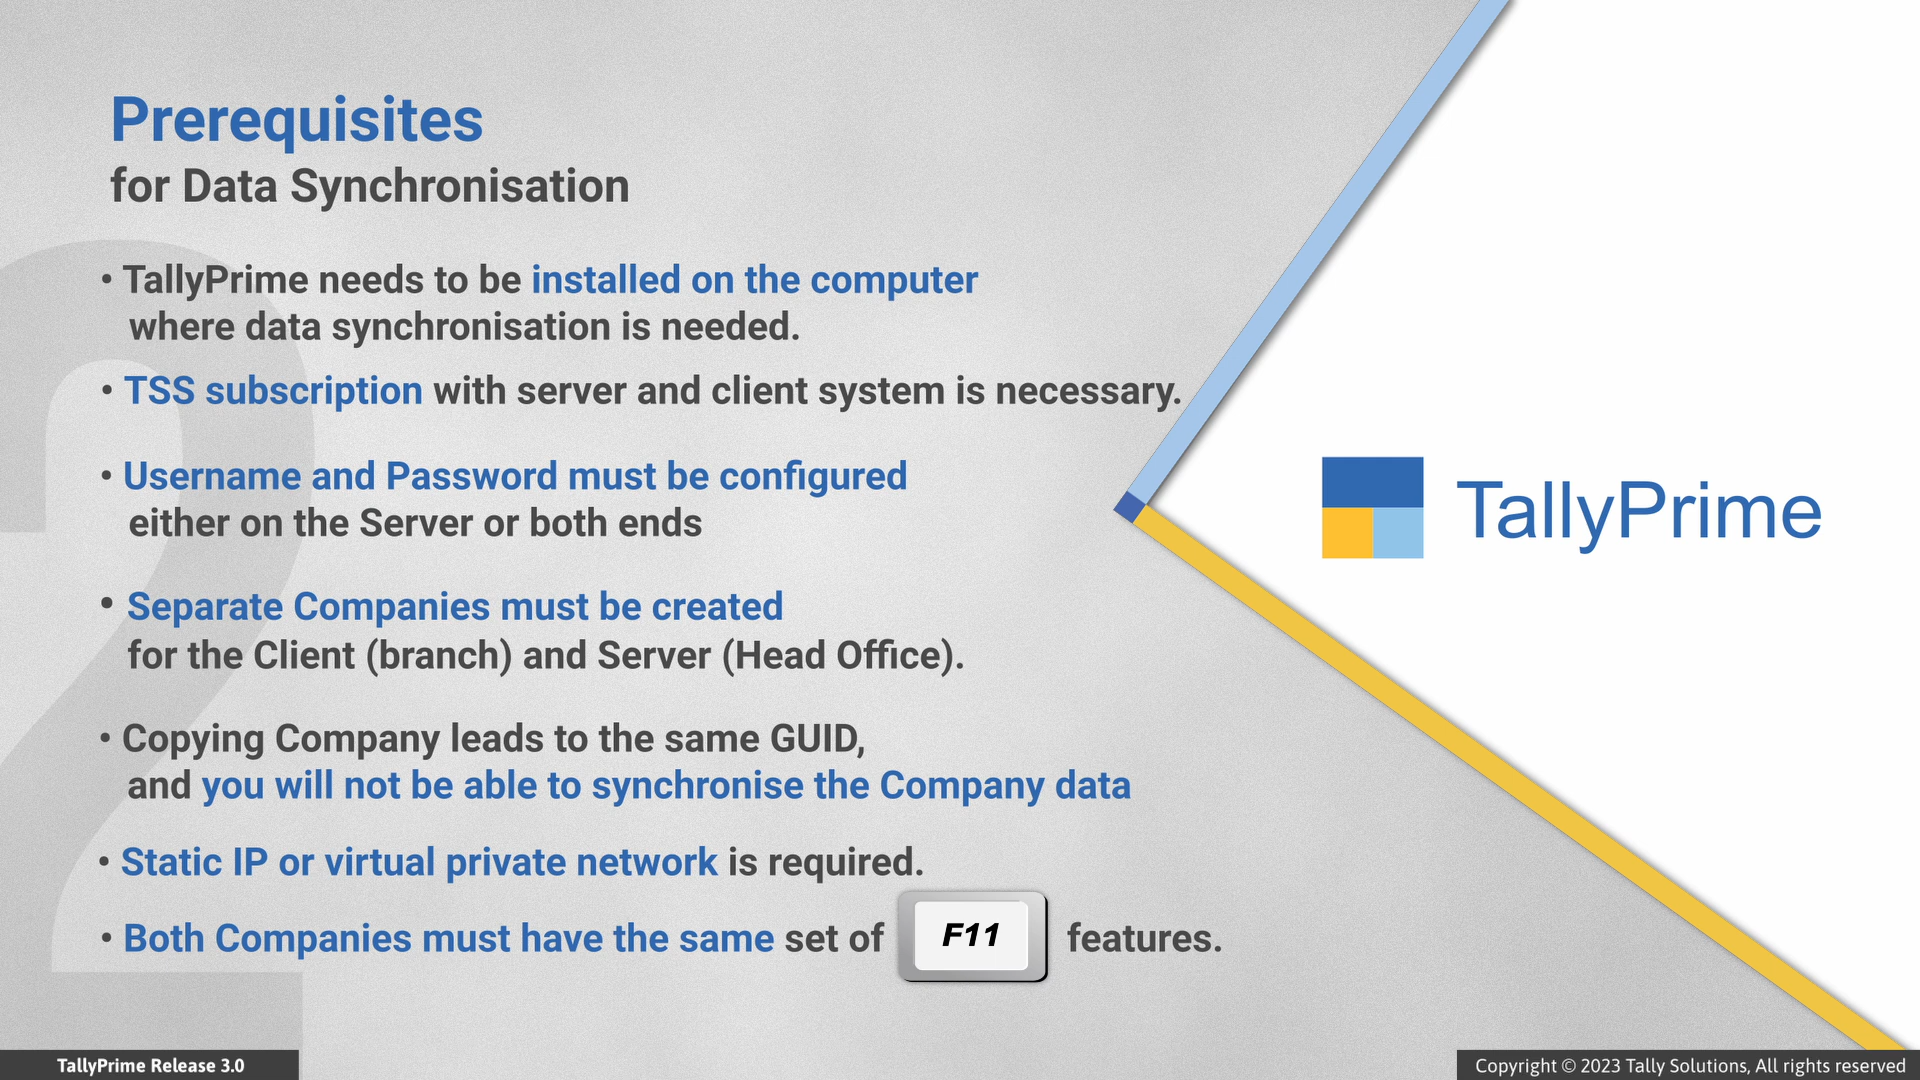 Prerequisites
for Data Synchronisation
• TallyPrime needs to be installed on the computer
where data synchronisation is needed.
• TSS subscription with server and client system is necessary.
• Username and Password must be configured
either on the Server or both ends
• Separate Companies must be created
for the Client (branch) and Server (Head Office).
• Copying Company leads to the same GUID,
and you will not be able to synchronise the Company data
• Static IP or virtual private network is required.
• Both Companies must have the same set of F11 features.
2
TallyPrime
TallyPrime Release 3.0
Copyright © 2023 Tally Solutions, All rights reserved